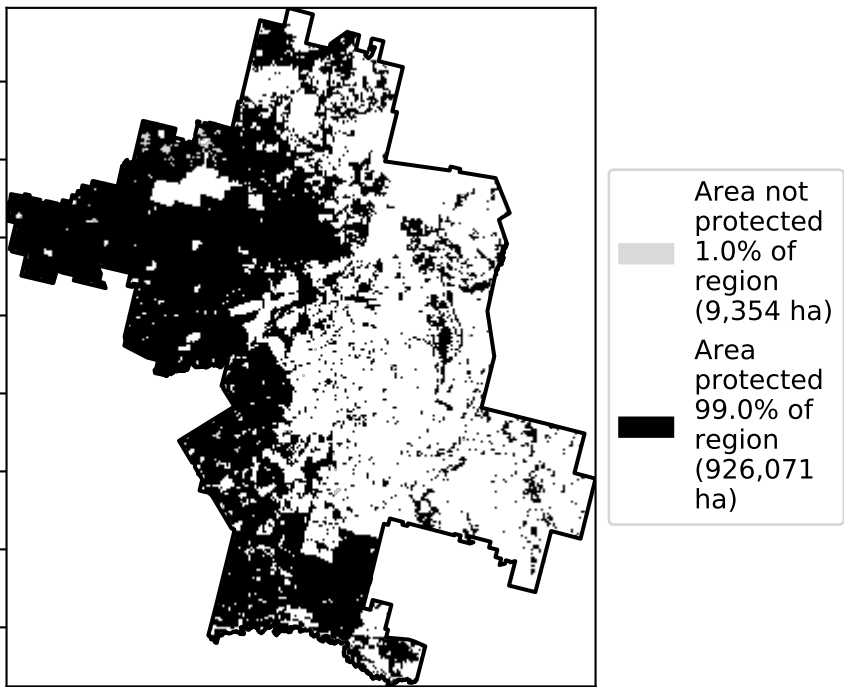 Area not
protected
1.0% of
region
(9,354 ha)
Area
protected
99.0% of
region
(926,071
ha)